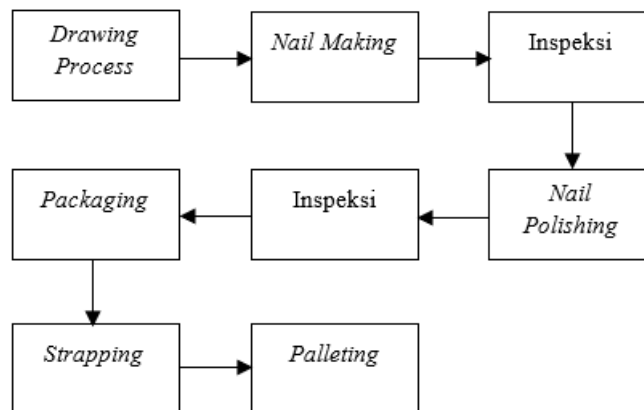 Drawing
Process
Nail Making
Inspeksi
Nail
Polishing
Inspeksi
Packaging
Strapping
Palleting